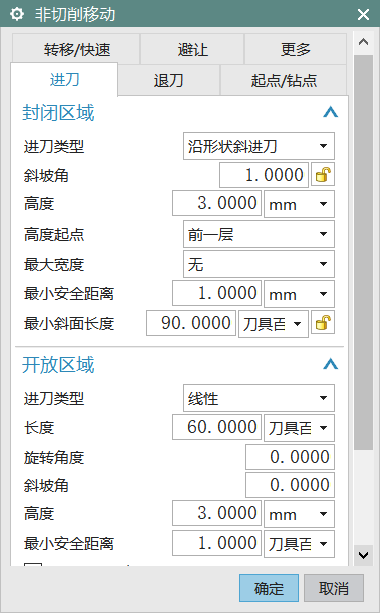 非切削移动
转移/快速 避让 更多
进刀 退刀 起点/钻点
封闭区域
进刀类型 沿形状斜进刀
斜坡角 1.0000
高度 3.0000 mm
高度起点 前一层
最大宽度 无
最小安全距离 1.0000 mm
最小斜面长度 90.0000 刀具百
开放区域
进刀类型 线性
长度 60.0000 刀具百
旋转角度 0.0000
斜坡角 0.0000
高度 3.0000 mm
最小安全距离 1.0000 刀具百
确定 取消